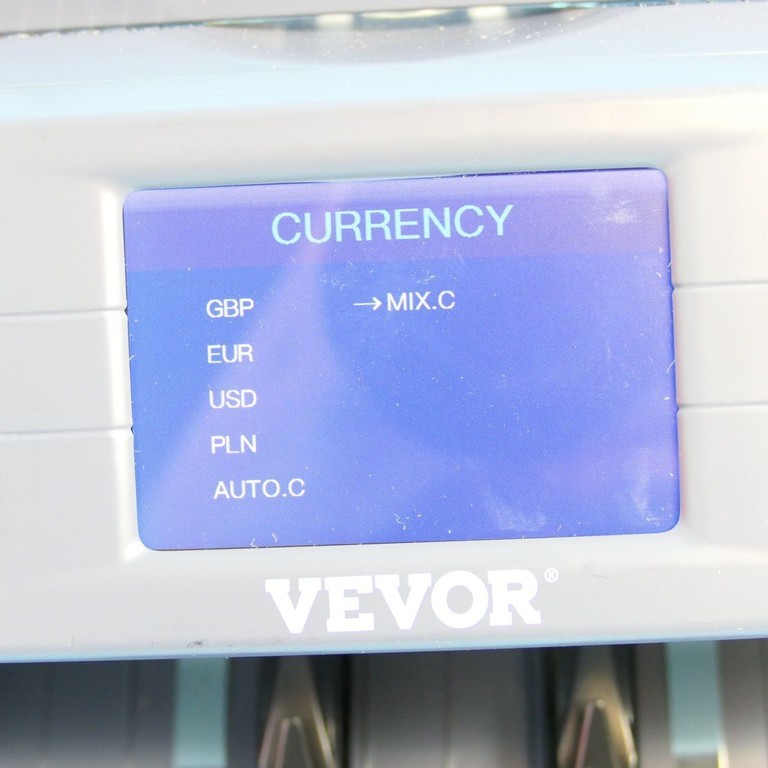 CURRENCY
GBP →MIX.C
EUR
USD
PLN
AUTO.C
VEVOR®